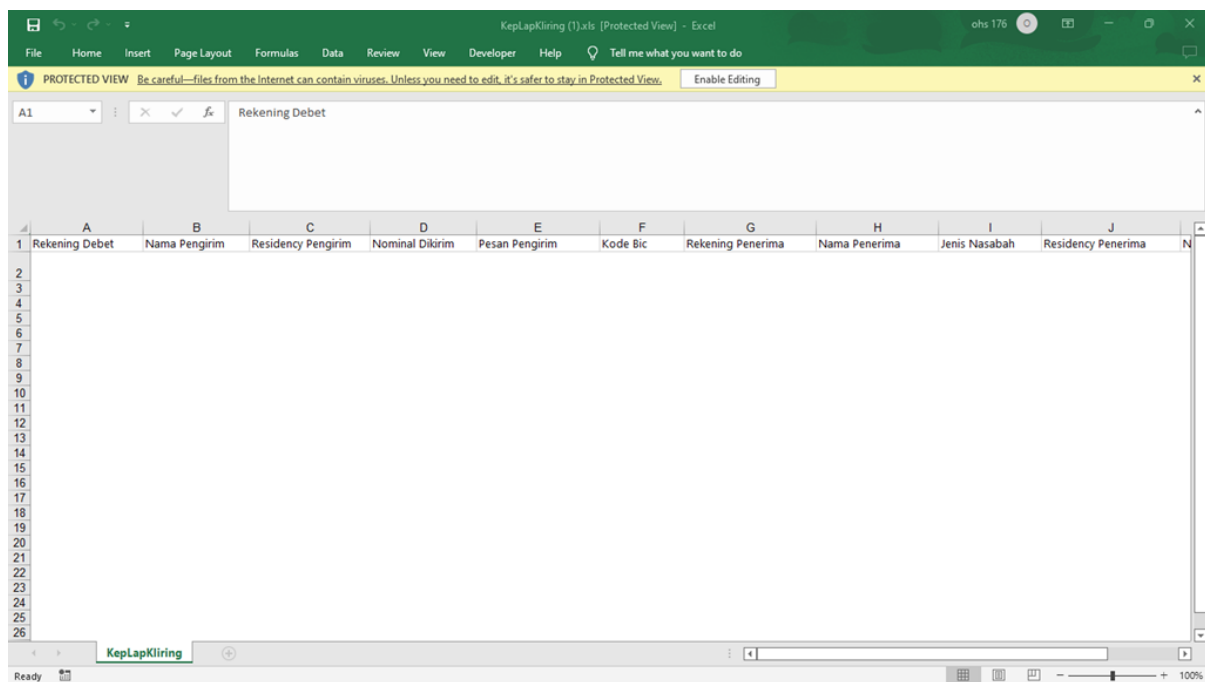 KepLapKliring (1).xls [Protected View] - Excel
ohs 176
O
File Home Insert Page Layout Formulas Data Review View Developer Help Tell me what you want to do
PROTECTED VIEW Be careful—files from the Internet can contain viruses. Unless you need to edit, it's safer to stay in Protected View. Enable Editing
A1 fx Rekening Debet
A B C D E F G H I J
1 Rekening Debet Nama Pengirim Residency Pengirim Nominal Dikirim Pesan Pengirim Kode Bic Rekening Penerima Nama Penerima Jenis Nasabah Residency Penerima N
2
3
4
5
6
7
8
9
10
11
12
13
14
15
16
17
18
19
20
21
22
23
24
25
26
KepLapKliring
Ready 100%